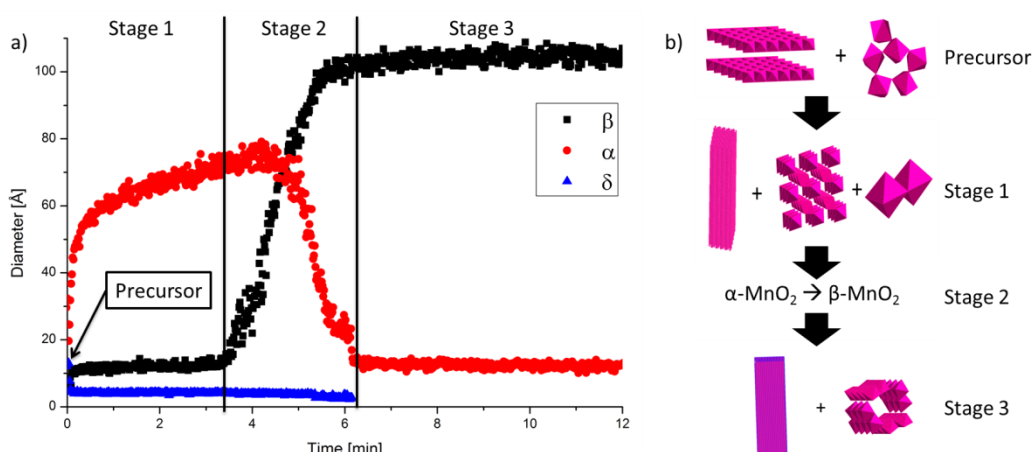 a)
Stage 1
Stage 2
Stage 3
100
80
60
40
20
0
Diameter [Å]
Precursor
β
α
δ
0
2
4
6
8
10
12
Time [min]
b)
+
Precursor
+
+
Stage 1
α-MnO₂ → β-MnO₂
Stage 2
+
Stage 3